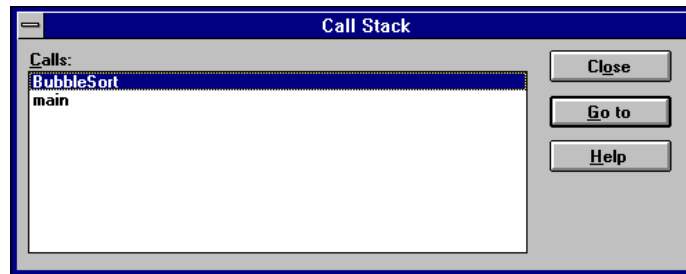 Call Stack
Calls:
BubbleSort
main
Close
Go to
Help